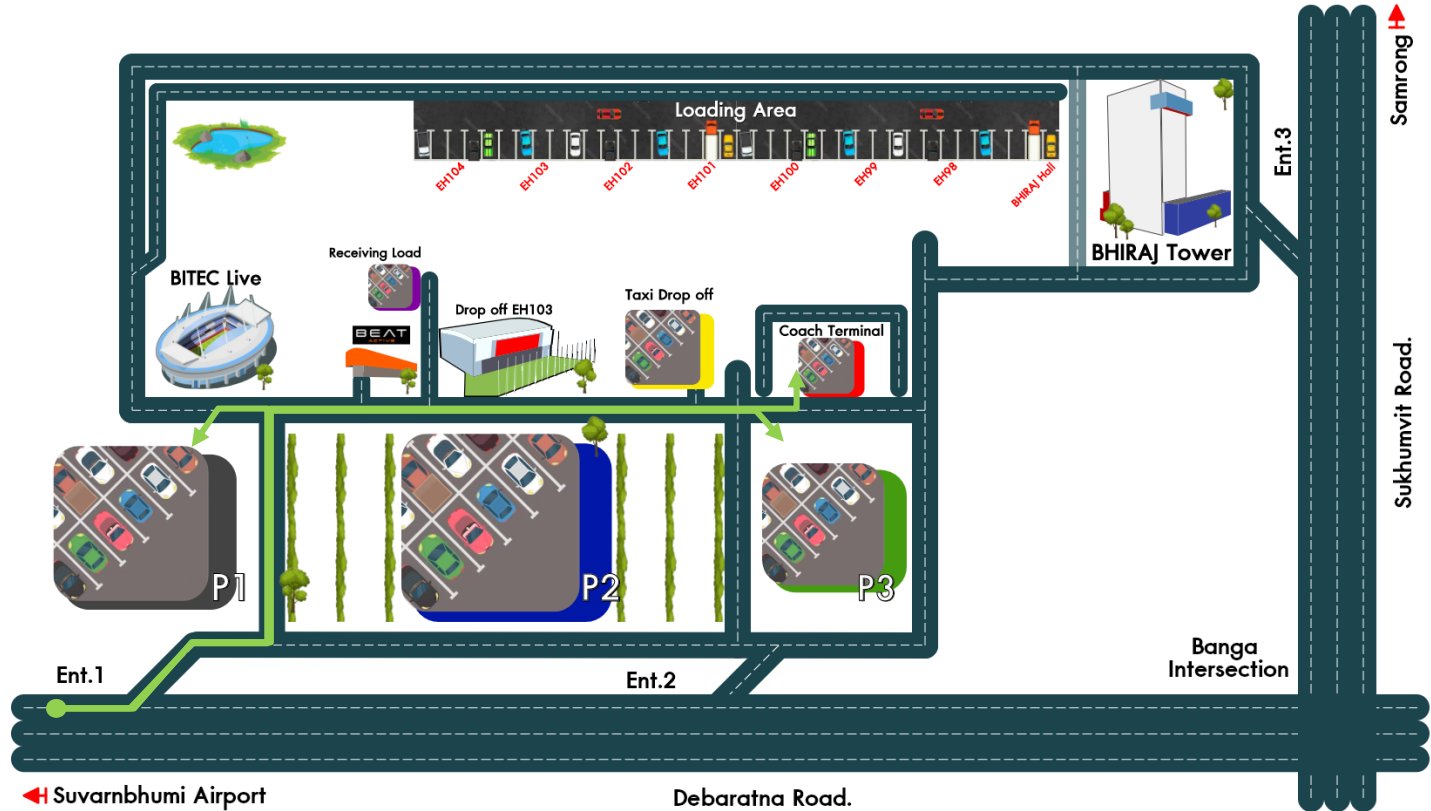 Samrong
Loading Area
EH104
EH103
EH102
EH101
EH100
EH99
EH98
BHIRAJ Hall
Ent.3
BHIRAJ Tower
Receiving Load
BITEC Live
Drop off EH103
Taxi Drop off
Coach Terminal
BEAT
ACTIVE
Sukhumvit Road.
P1
P2
P3
Ent.1
Ent.2
Banga
Intersection
Suvarnbhumi Airport
Debaratna Road.